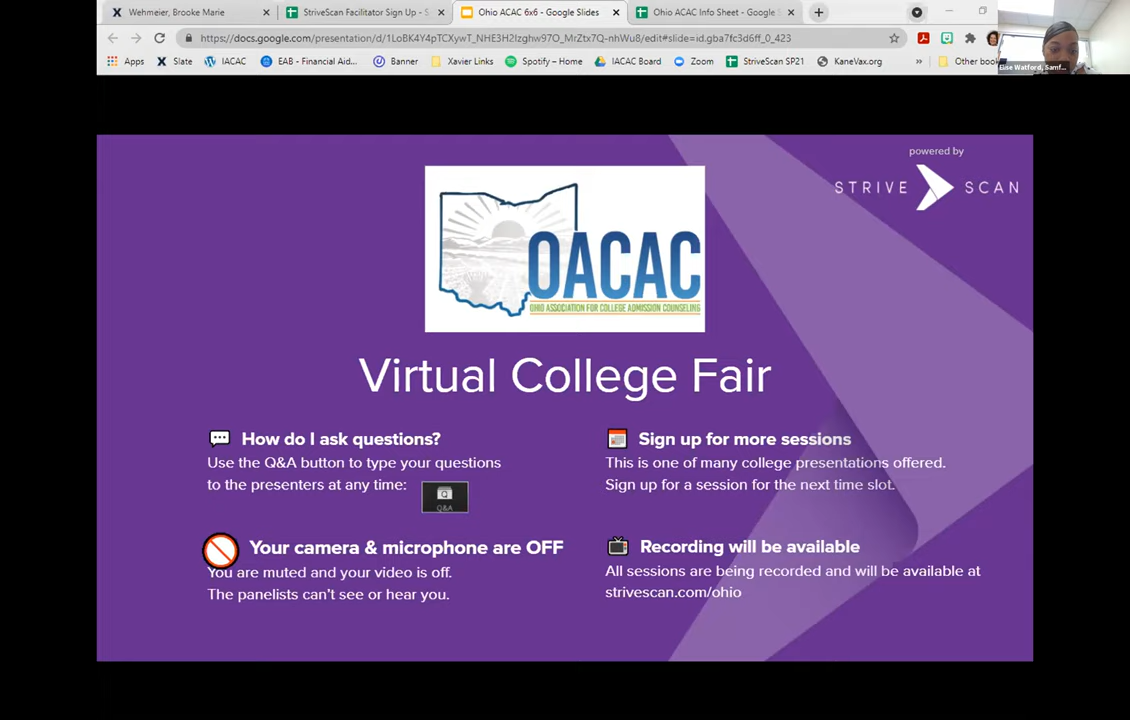 Wehmeier, Brooke Marie
StriveScan Facilitator Sign Up - S
Ohio ACAC 6x6 - Google Slides
Ohio ACAC Info Sheet - Google S
https://docs.google.com/presentation/d/1LoBK4Y4pTCXywT_NHE3H2Izghw97O_MrZtx7Q-nhWu8/edit#slide=id.gba7fc3d6ff_0_423
Apps
Slate
IACAC
EAB - Financial Aid...
Banner
Xavier Links
Spotify – Home
IACAC Board
Zoom
StriveScan SP21
KaneVax.org
»
Other boo
Elise Watford, Samf...
powered by
STRIVE SCAN
OACAC
OHIO ASSOCIATION FOR COLLEGE ADMISSION COUNSELING
Virtual College Fair
How do I ask questions?
Use the Q&A button to type your questions
to the presenters at any time:
Q&A
Sign up for more sessions
This is one of many college presentations offered.
Sign up for a session for the next time slot.
Your camera & microphone are OFF
You are muted and your video is off.
The panelists can't see or hear you.
Recording will be available
All sessions are being recorded and will be available at
strivescan.com/ohio